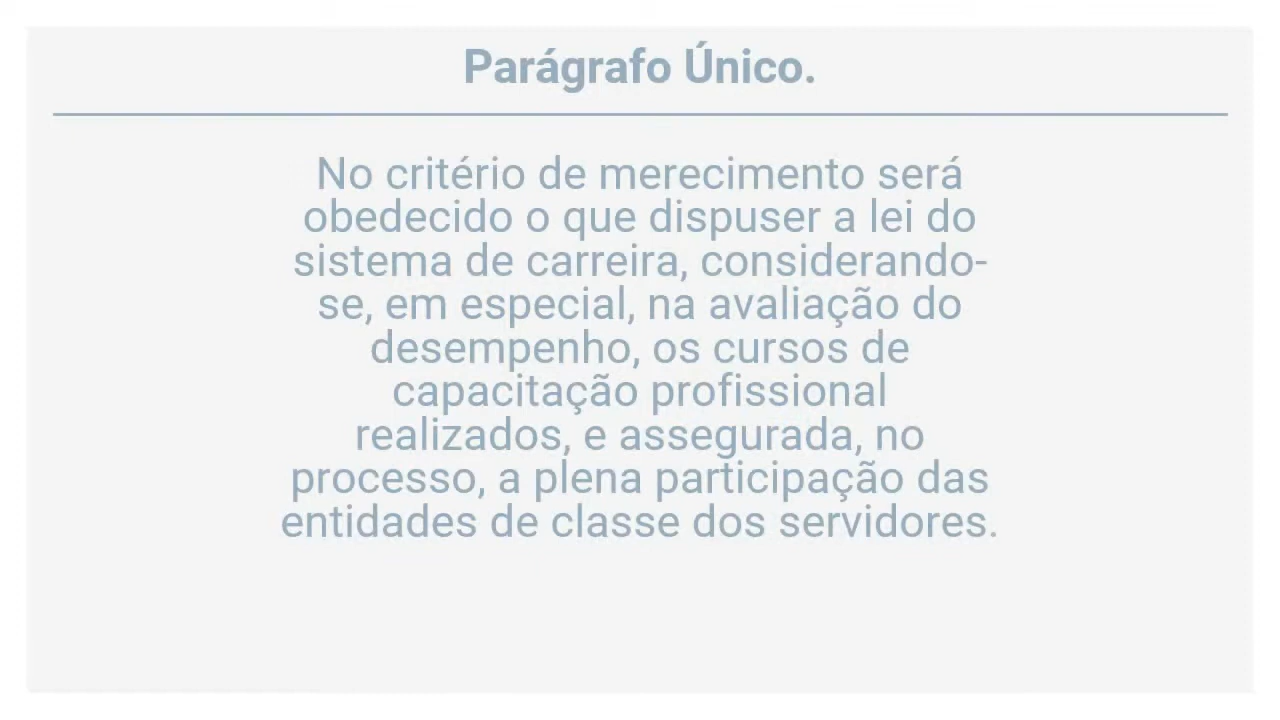 Parágrafo Único.
No critério de merecimento será
obedecido o que dispuser a lei do
sistema de carreira, considerando-
se, em especial, na avaliação do
desempenho, os cursos de
capacitação profissional
realizados, e assegurada, no
processo, a plena participação das
entidades de classe dos servidores.